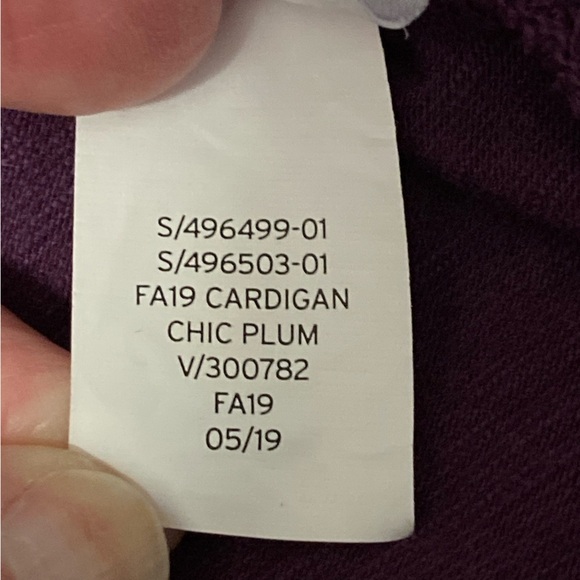 S/496499-01
S/496503-01
FA19 CARDIGAN
CHIC PLUM
V/300782
FA19
05/19